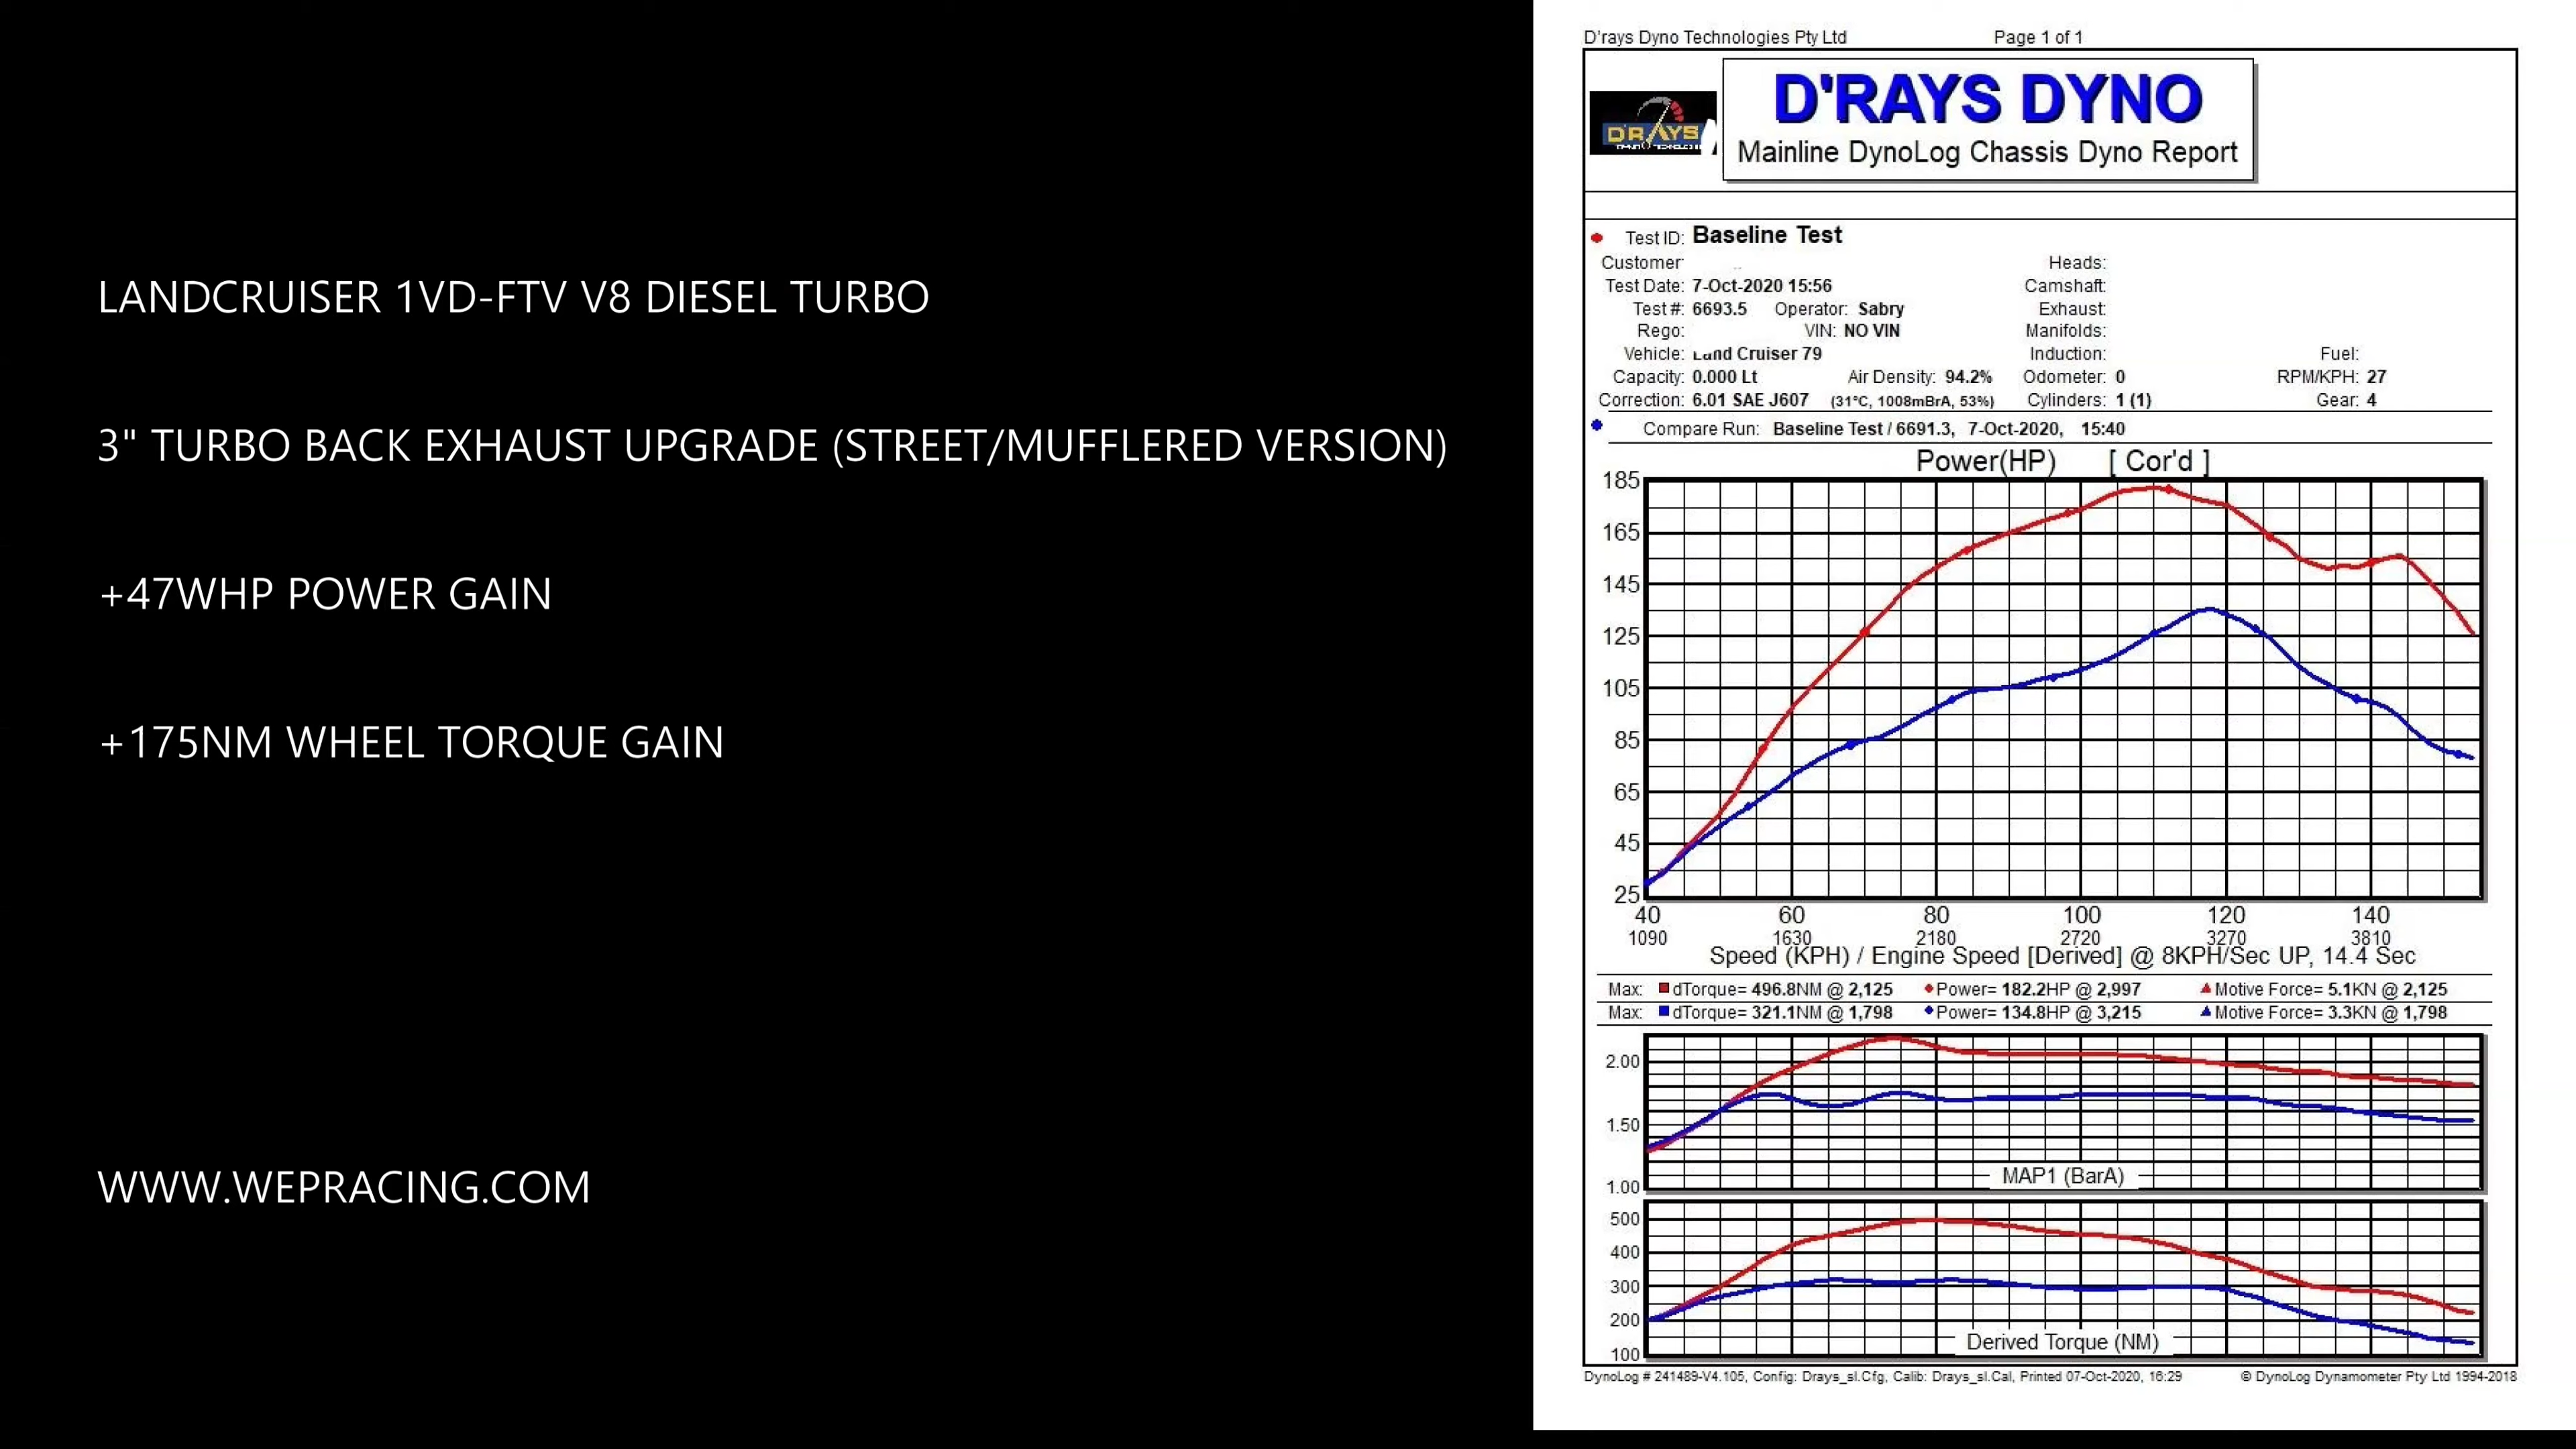 LANDCRUISER 1VD-FTV V8 DIESEL TURBO
3" TURBO BACK EXHAUST UPGRADE (STREET/MUFFLERED VERSION)
+47WHP POWER GAIN
+175NM WHEEL TORQUE GAIN
WWW.WEPRACING.COM
D'rays Dyno Technologies Pty Ltd Page 1 of 1
D'RAYS
D'RAYS DYNO
Mainline DynoLog Chassis Dyno Report
Test ID: Baseline Test
Customer Heads:
Test Date: 7-Oct-2020 15:56 Camshaft:
Test #: 6693.5 Operator: Sabry Exhaust:
Rego: VIN: NO VIN Manifolds:
Vehicle: Land Cruiser 79 Induction: Fuel:
Capacity: 0.000 Lt Air Density: 94.2% Odometer: 0 RPM/KPH: 27
Correction: 6.01 SAE J607 (31°C, 1008mBrA, 53%) Cylinders: 1 (1) Gear: 4
Compare Run: Baseline Test / 6691.3, 7-Oct-2020, 15:40
Power(HP) [ Cor'd ]
185
165
145
125
105
85
65
45
25
40 60 80 100 120 140
1090 1630 2180 2720 3270 3810
Speed (KPH) / Engine Speed [Derived] @ 8KPH/Sec UP, 14.4 Sec
Max: dTorque= 496.8NM @ 2,125 Power= 182.2HP @ 2,997 Motive Force= 5.1KN @ 2,125
Max: dTorque= 321.1NM @ 1,798 Power= 134.8HP @ 3,215 Motive Force= 3.3KN @ 1,798
2.00
1.50
1.00
MAP1 (BarA)
500
400
300
200
100
Derived Torque (NM)
DynoLog # 241489-V4.105, Config: Drays_sl.Cfg, Calib: Drays_sl.Cal, Printed 07-Oct-2020, 16:29 © DynoLog Dynamometer Pty Ltd 1994-2018